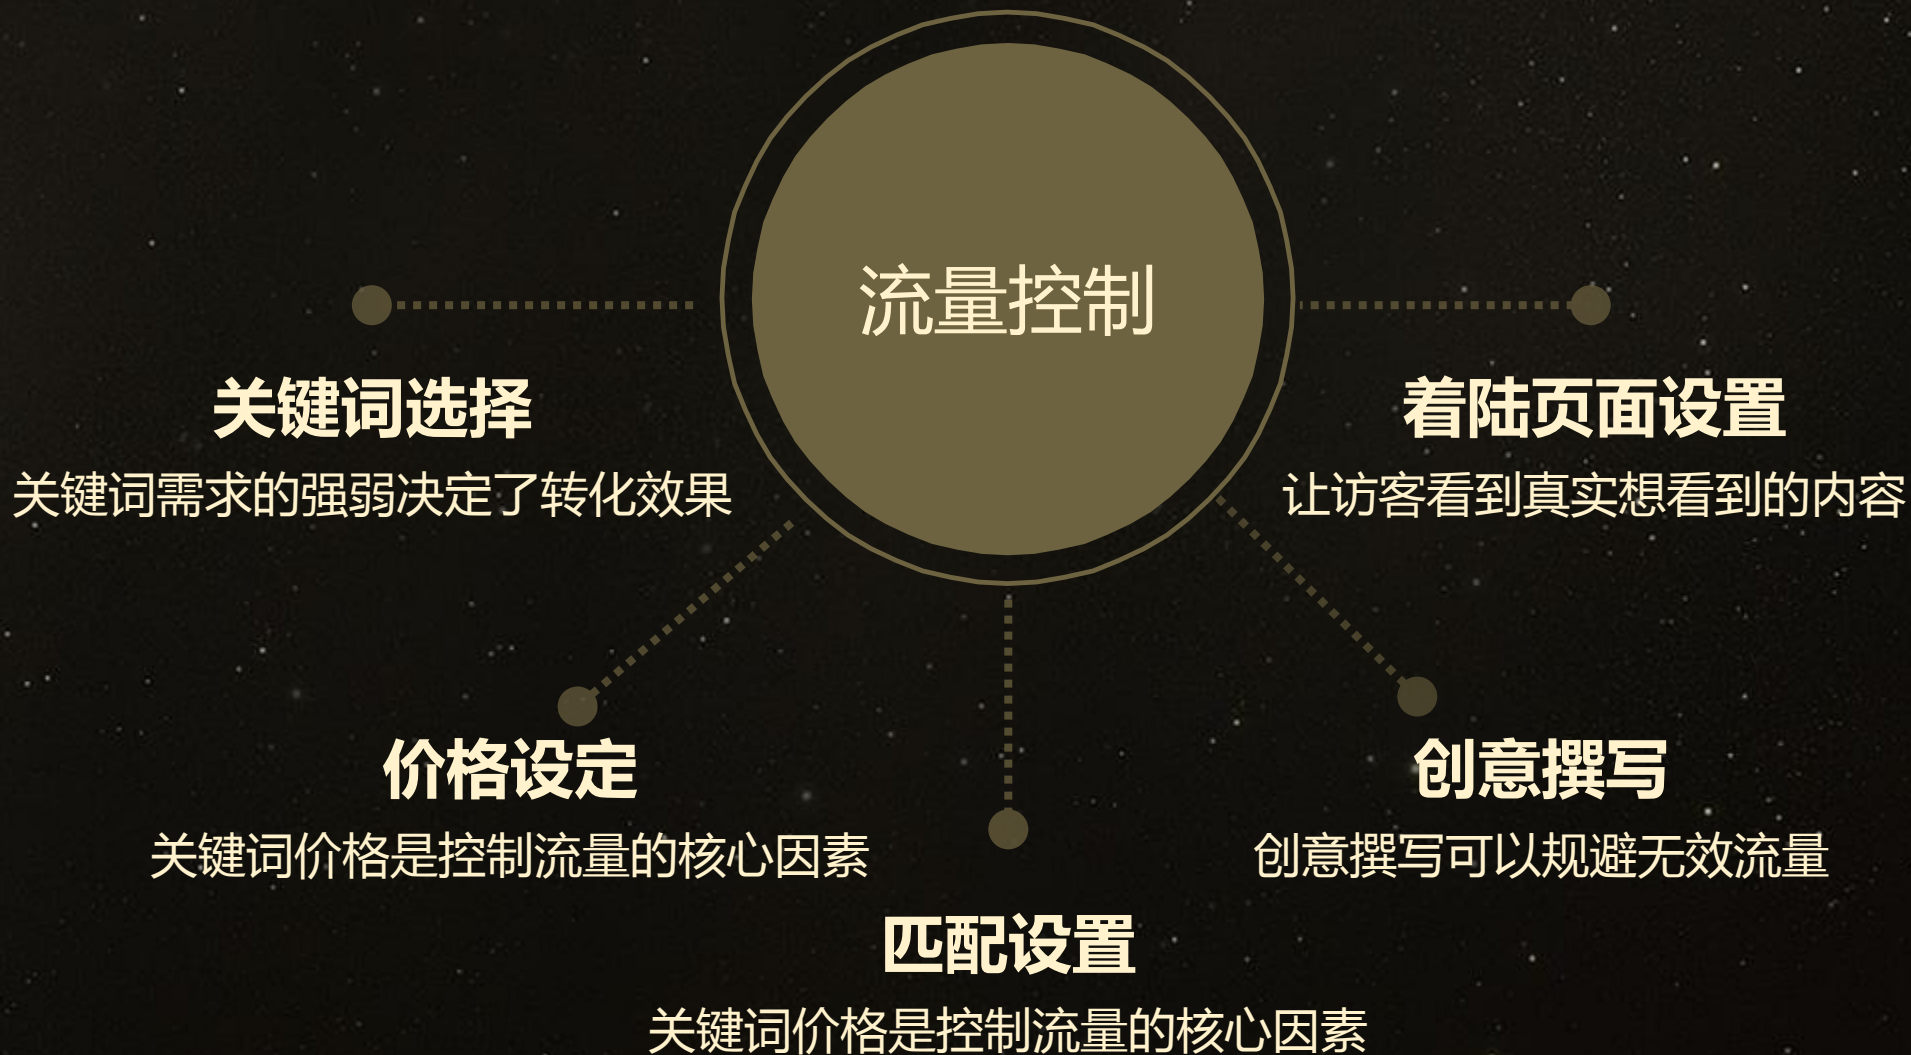 流量控制
关键词选择
关键词需求的强弱决定了转化效果
着陆页面设置
让访客看到真实想看到的内容
价格设定
关键词价格是控制流量的核心因素
创意撰写
创意撰写可以规避无效流量
匹配设置
关键词价格是控制流量的核心因素